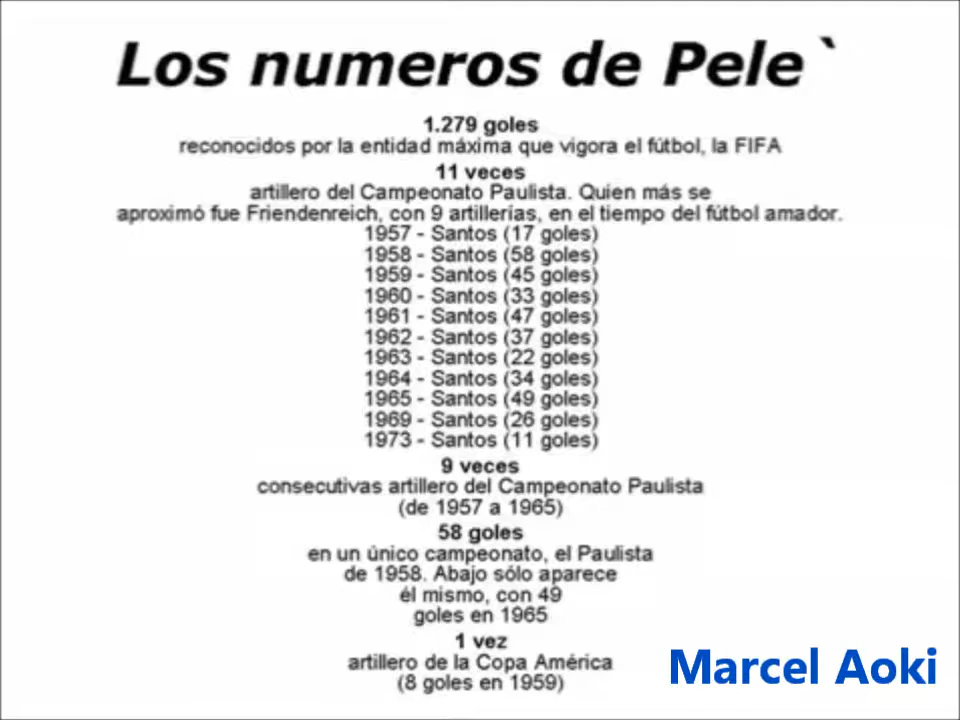 Los numeros de Pele`
1.279 goles
reconocidos por la entidad máxima que vigora el fútbol, la FIFA
11 veces
artillero del Campeonato Paulista. Quien más se
aproximó fue Friendenreich, con 9 artillerías, en el tiempo del fútbol amador.
1957 - Santos (17 goles)
1958 - Santos (58 goles)
1959 - Santos (45 goles)
1960 - Santos (33 goles)
1961 - Santos (47 goles)
1962 - Santos (37 goles)
1963 - Santos (22 goles)
1964 - Santos (34 goles)
1965 - Santos (49 goles)
1969 - Santos (26 goles)
1973 - Santos (11 goles)
9 veces
consecutivas artillero del Campeonato Paulista
(de 1957 a 1965)
58 goles
en un único campeonato, el Paulista
de 1958. Abajo sólo aparece
él mismo, con 49
goles en 1965
1 vez
artillero de la Copa América
(8 goles en 1959)
Marcel Aoki